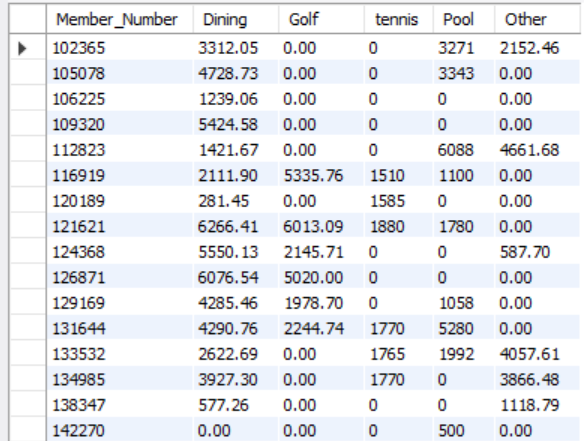 Member_Number Dining Golf tennis Pool Other
102365 3312.05 0.00 0 3271 2152.46
105078 4728.73 0.00 0 3343 0.00
106225 1239.06 0.00 0 0 0.00
109320 5424.58 0.00 0 0 0.00
112823 1421.67 0.00 0 6088 4661.68
116919 2111.90 5335.76 1510 1100 0.00
120189 281.45 0.00 1585 0 0.00
121621 6266.41 6013.09 1880 1780 0.00
124368 5550.13 2145.71 0 0 587.70
126871 6076.54 5020.00 0 0 0.00
129169 4285.46 1978.70 0 1058 0.00
131644 4290.76 2244.74 1770 5280 0.00
133532 2622.69 0.00 1765 1992 4057.61
134985 3927.30 0.00 1770 0 3866.48
138347 577.26 0.00 0 0 1118.79
142270 0.00 0.00 0 500 0.00